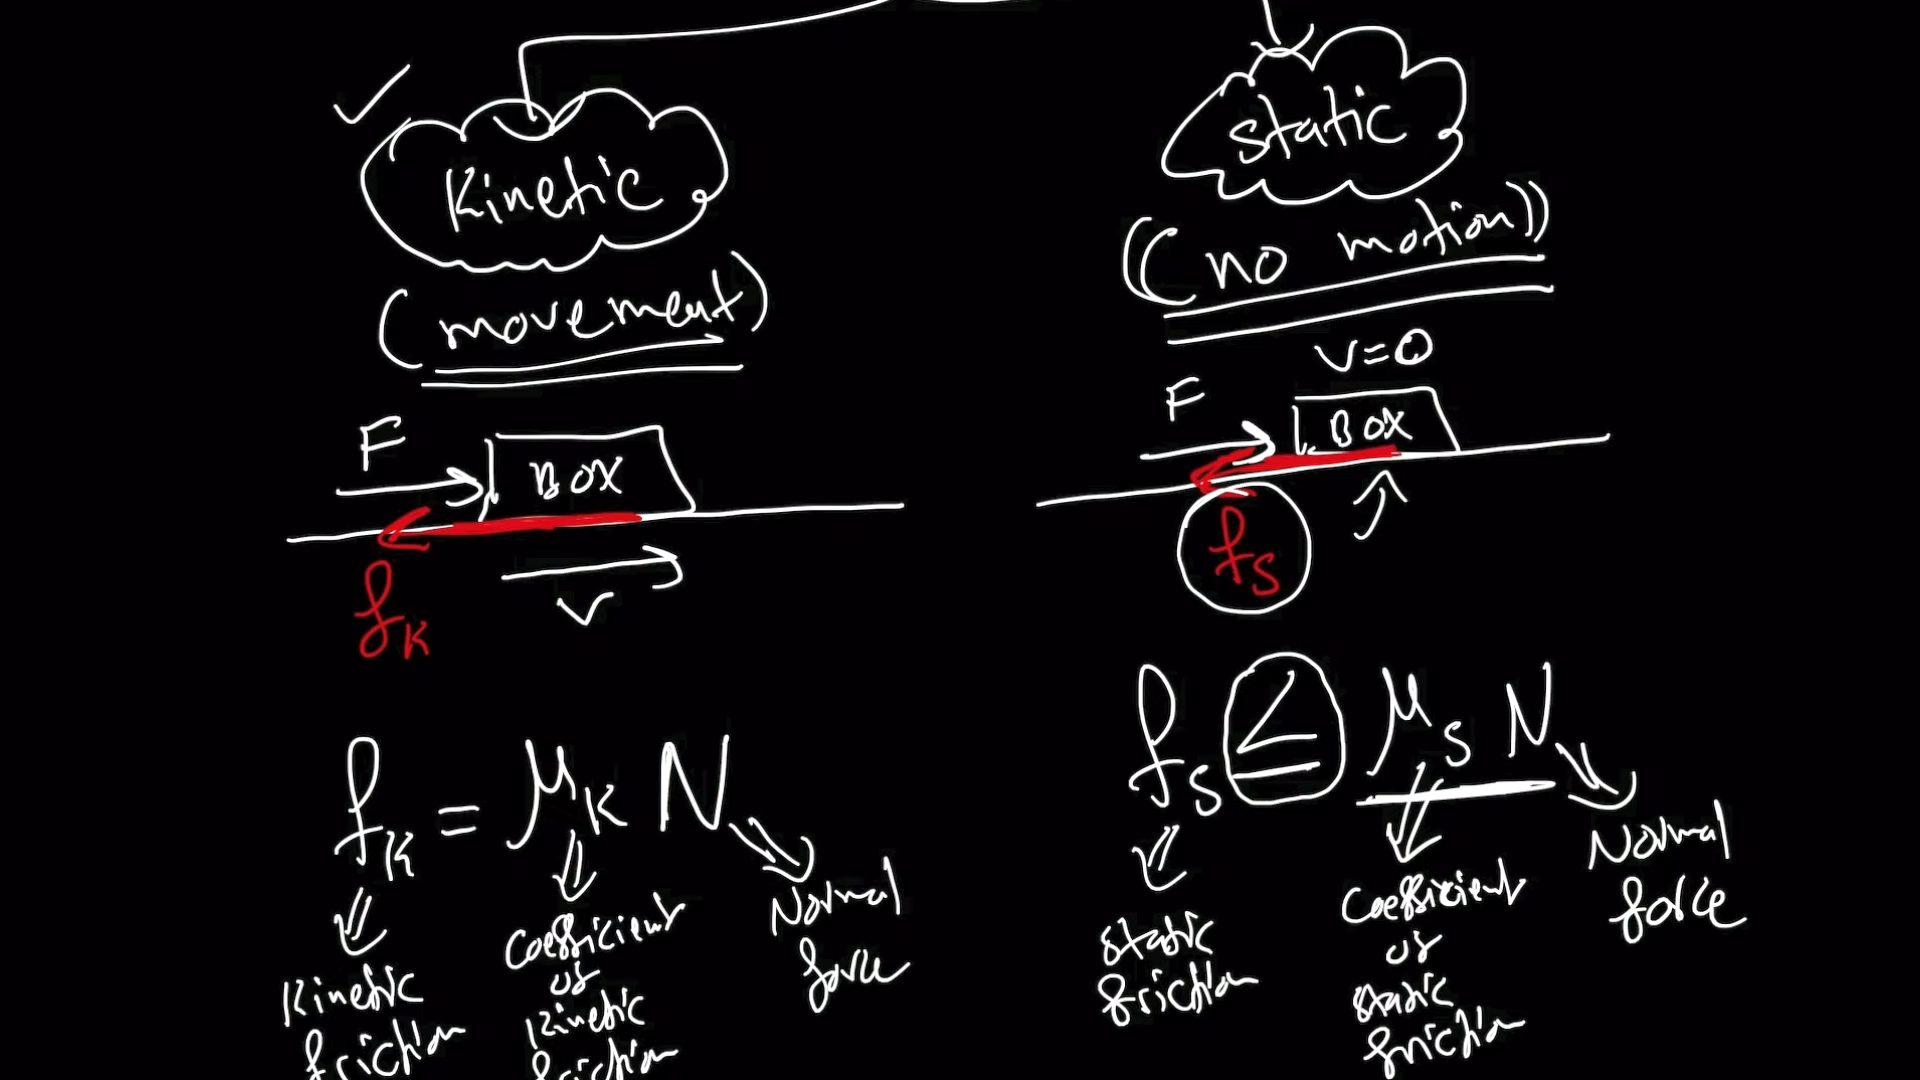 Kinetic
(movement)
F
BOX
fK
V
fK = μK N
Kinetic
friction
Coefficient
of
Kinetic
friction
Normal
force
static
((no motion))
V=0
F
BOX
fS
fS ≤ μS N
static
friction
Coefficient
of
static
friction
Normal
force